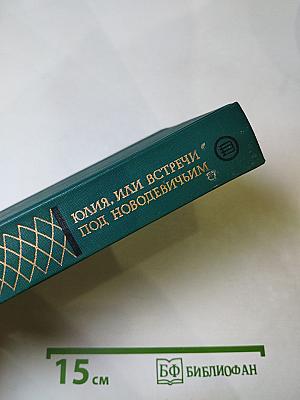 ЮЛИЯ, ИЛИ ВСТРЕЧИ
ПОД НОВОДЕВИЧЬИМ
15 см
БФ БИБЛИОФАН